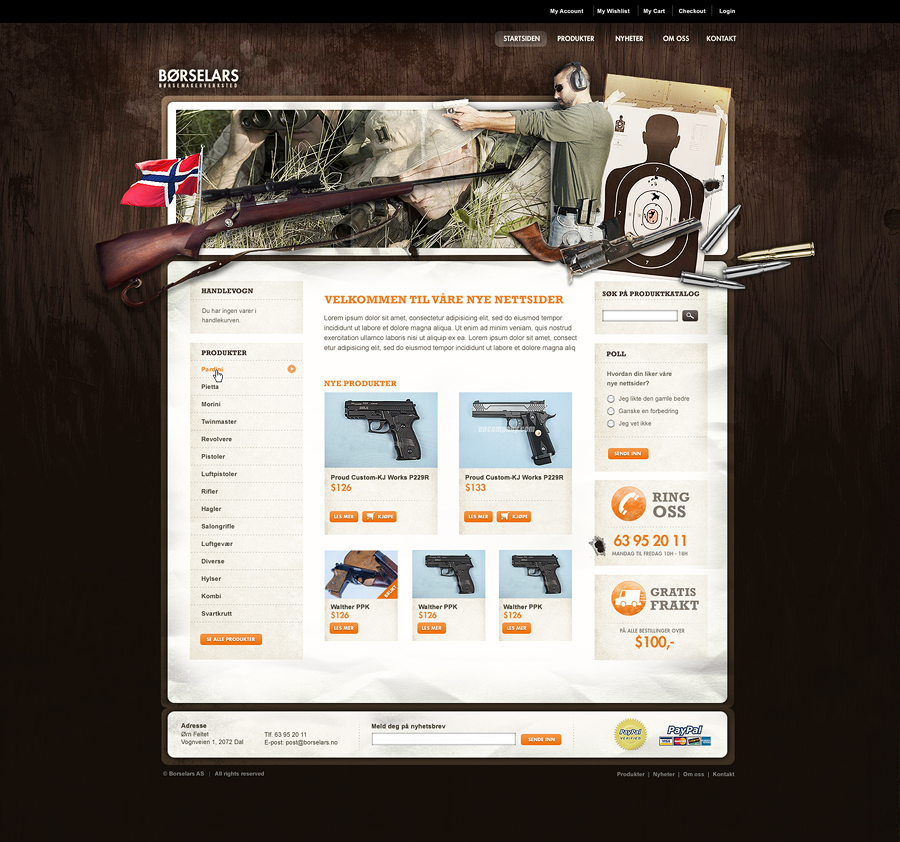 My Account | My Wishlist | My Cart | Checkout | Login
STARTSIDEN PRODUKTER NYHETER OM OSS KONTAKT
BØRSELARS
BØRSEMAKERVERKSTED
HANDLEVOGN
Du har ingen varer i
handlekurven.
PRODUKTER
Pardini
Pietta
Morini
Twinmaster
Revolvere
Pistoler
Luftpistoler
Rifler
Hagler
Salongrifle
Luftgevær
Diverse
Hylser
Kombi
Svartkrutt
SE ALLE PRODUKTER
VELKOMMEN TIL VÅRE NYE NETTSIDER
Lorem ipsum dolor sit amet, consectetur adipisicing elit, sed do eiusmod tempor
incididunt ut labore et dolore magna aliqua. Ut enim ad minim veniam, quis nostrud
exercitation ullamco laboris nisi ut aliquip ex ea. Lorem ipsum dolor sit amet, consect
etur adipisicing elit, sed do eiusmod tempor incididunt ut labore et dolore magna aliq
NYE PRODUKTER
Proud Custom-KJ Works P229R
$126
LES MER KJØPE
Proud Custom-KJ Works P229R
$133
LES MER KJØPE
Walther PPK
$126
LES MER
Walther PPK
$126
LES MER
Walther PPK
$126
LES MER
SØK PÅ PRODUKTKATALOG
POLL
Hvordan din liker våre
nye nettsider?
Jeg likte den gamle bedre
Ganske en forbedring
Jeg vet ikke
SENDE INN
RING
OSS
63 95 20 11
MANDAG TIL FREDAG 10H - 18H
GRATIS
FRAKT
PÅ ALLE BESTILLINGER OVER
$100,-
Adresse
Ørn Feltet
Vognveien 1, 2072 Dal
Tlf. 63 95 20 11
E-post: post@borselars.no
Meld deg på nyhetsbrev
SENDE INN
PayPal
VERIFIED
PayPal
© Borselars AS | All rights reserved
Produkter | Nyheter | Om oss | Kontakt